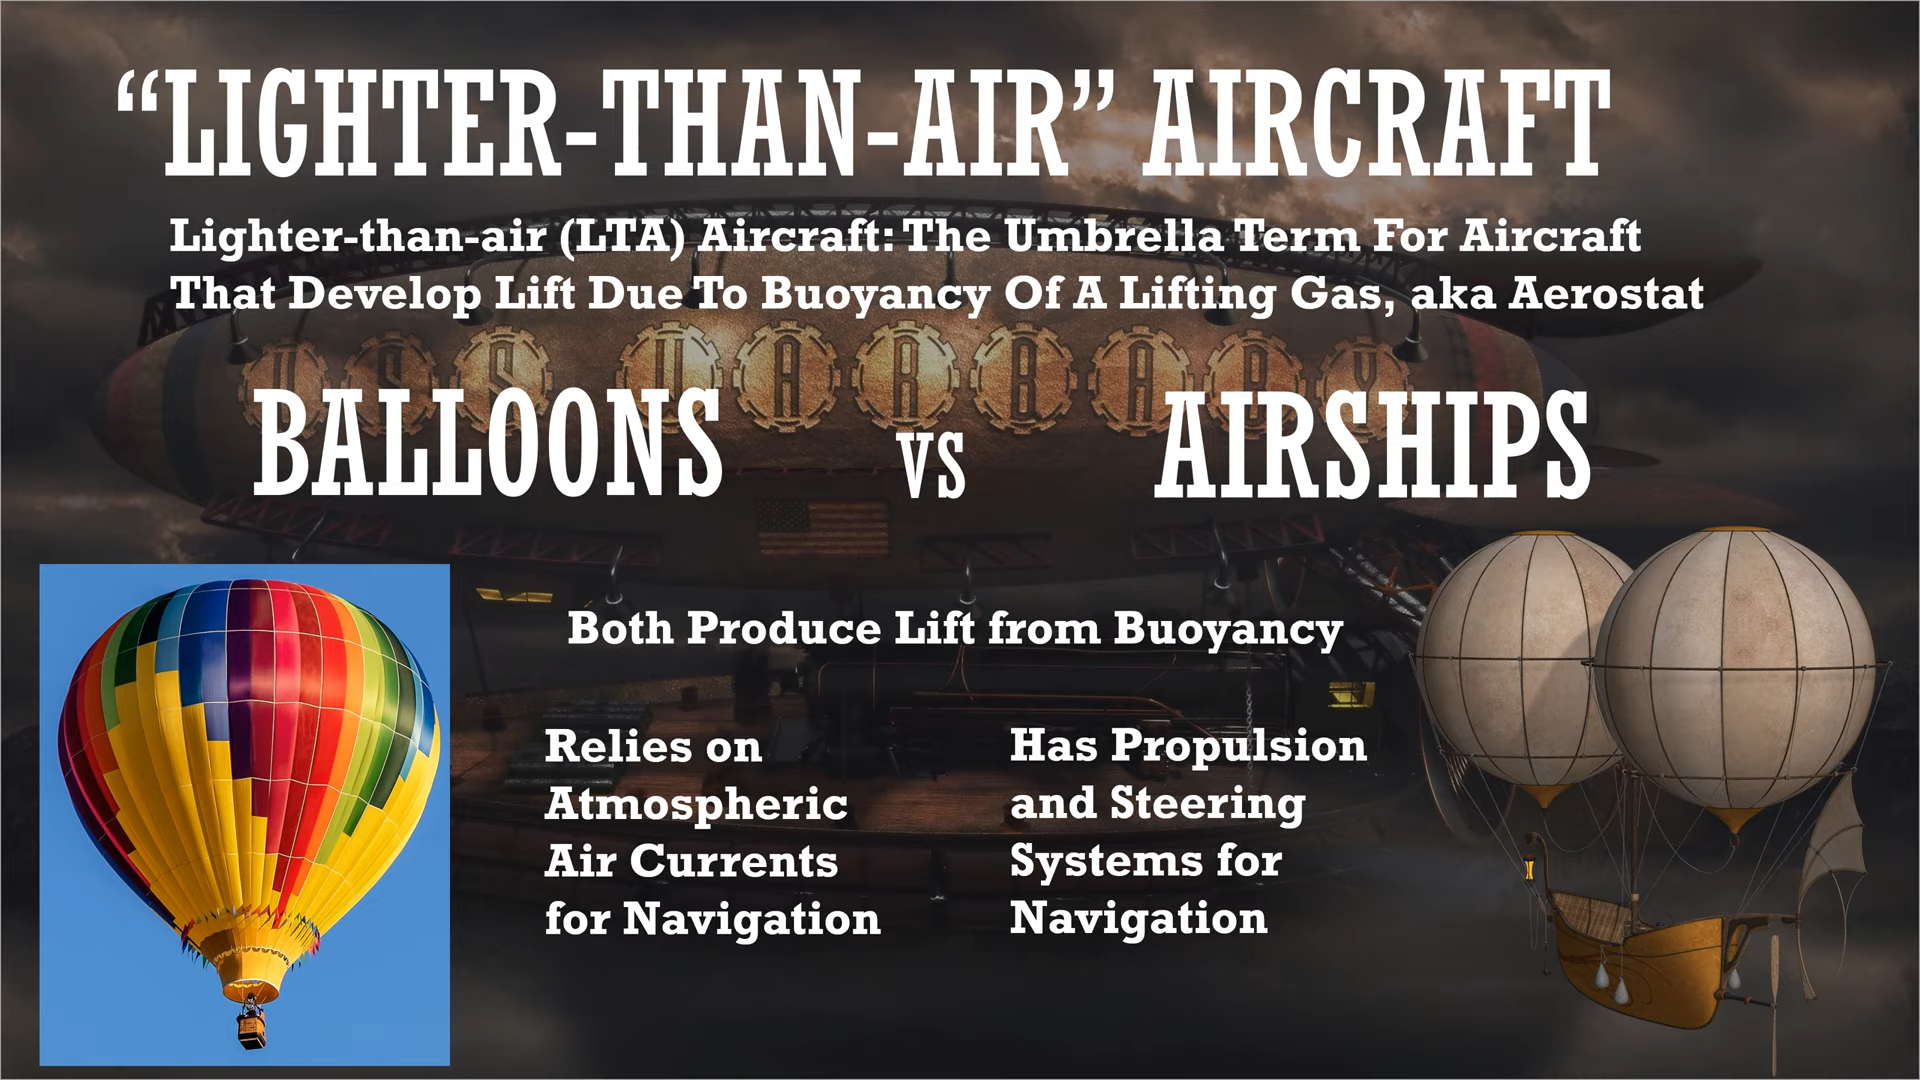 “LIGHTER-THAN-AIR” AIRCRAFT
Lighter-than-air (LTA) Aircraft: The Umbrella Term For Aircraft
That Develop Lift Due To Buoyancy Of A Lifting Gas, aka Aerostat
USS DARBABY
BALLOONS
VS
AIRSHIPS
Both Produce Lift from Buoyancy
Relies on
Atmospheric
Air Currents
for Navigation
Has Propulsion
and Steering
Systems for
Navigation